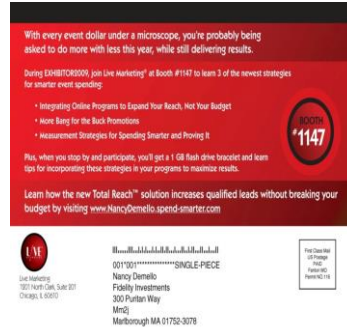 With every event dollar under a microscope, you're probably being
asked to do more with less this year, while still delivering results.
During EXHIBITOR2009, join Live Marketing® at Booth #1147 to learn 3 of the newest strategies
for smarter event spending:
• Integrating Online Programs to Expand Your Reach, Not Your Budget
• More Bang for the Buck Promotions
• Measurement Strategies for Spending Smarter and Proving It
BOOTH
#1147
Plus, when you stop by and participate, you'll get a 1 GB flash drive bracelet and learn
tips for incorporating these strategies in your programs to maximize results.
Learn how the new Total Reach™ solution increases qualified leads without breaking your
budget by visiting www.NancyDemello.spend-smarter.com
LIVE
Live Marketing
1001 North Clark, Suite 201
Chicago, IL 60610
001*001***************SINGLE-PIECE
Nancy Demello
Fidelity Investments
300 Puritan Way
Mm2j
Marlborough MA 01752-3078
First Class Mail
US Postage
PAID